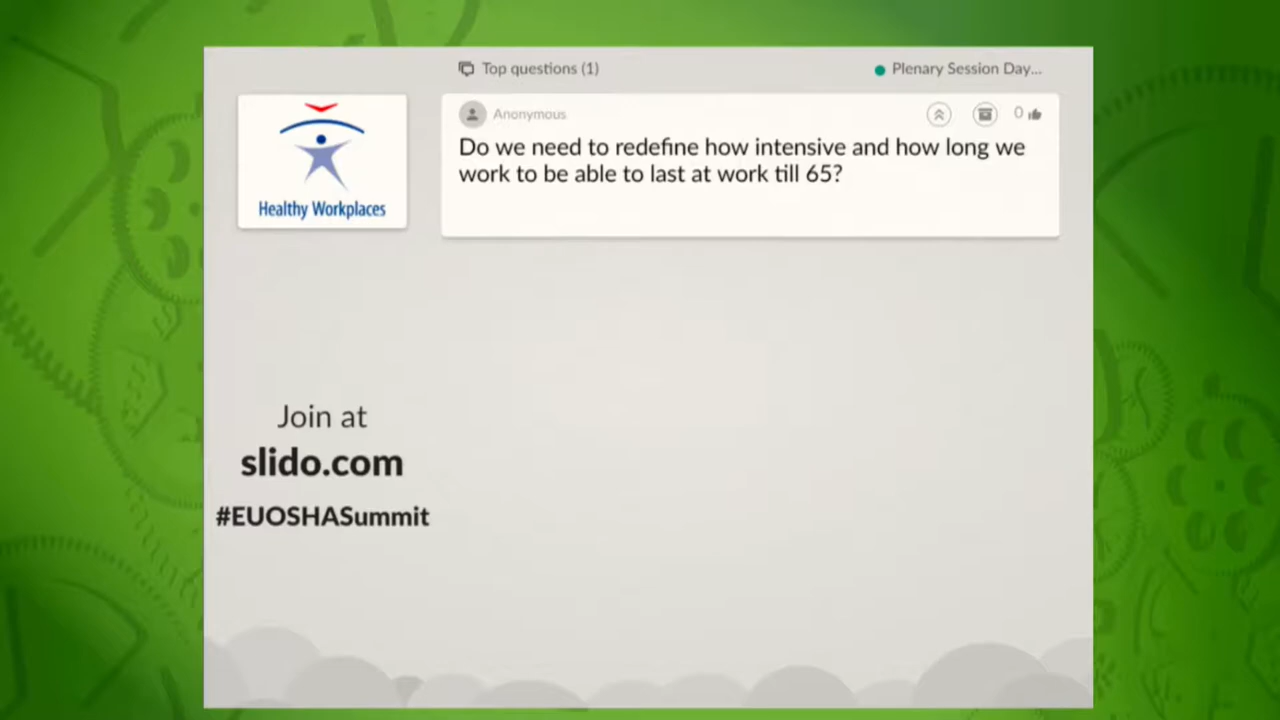 Top questions (1)
Plenary Session Day...
Anonymous
0
Do we need to redefine how intensive and how long we
work to be able to last at work till 65?
Healthy Workplaces
Join at
slido.com
#EUOSHASummit